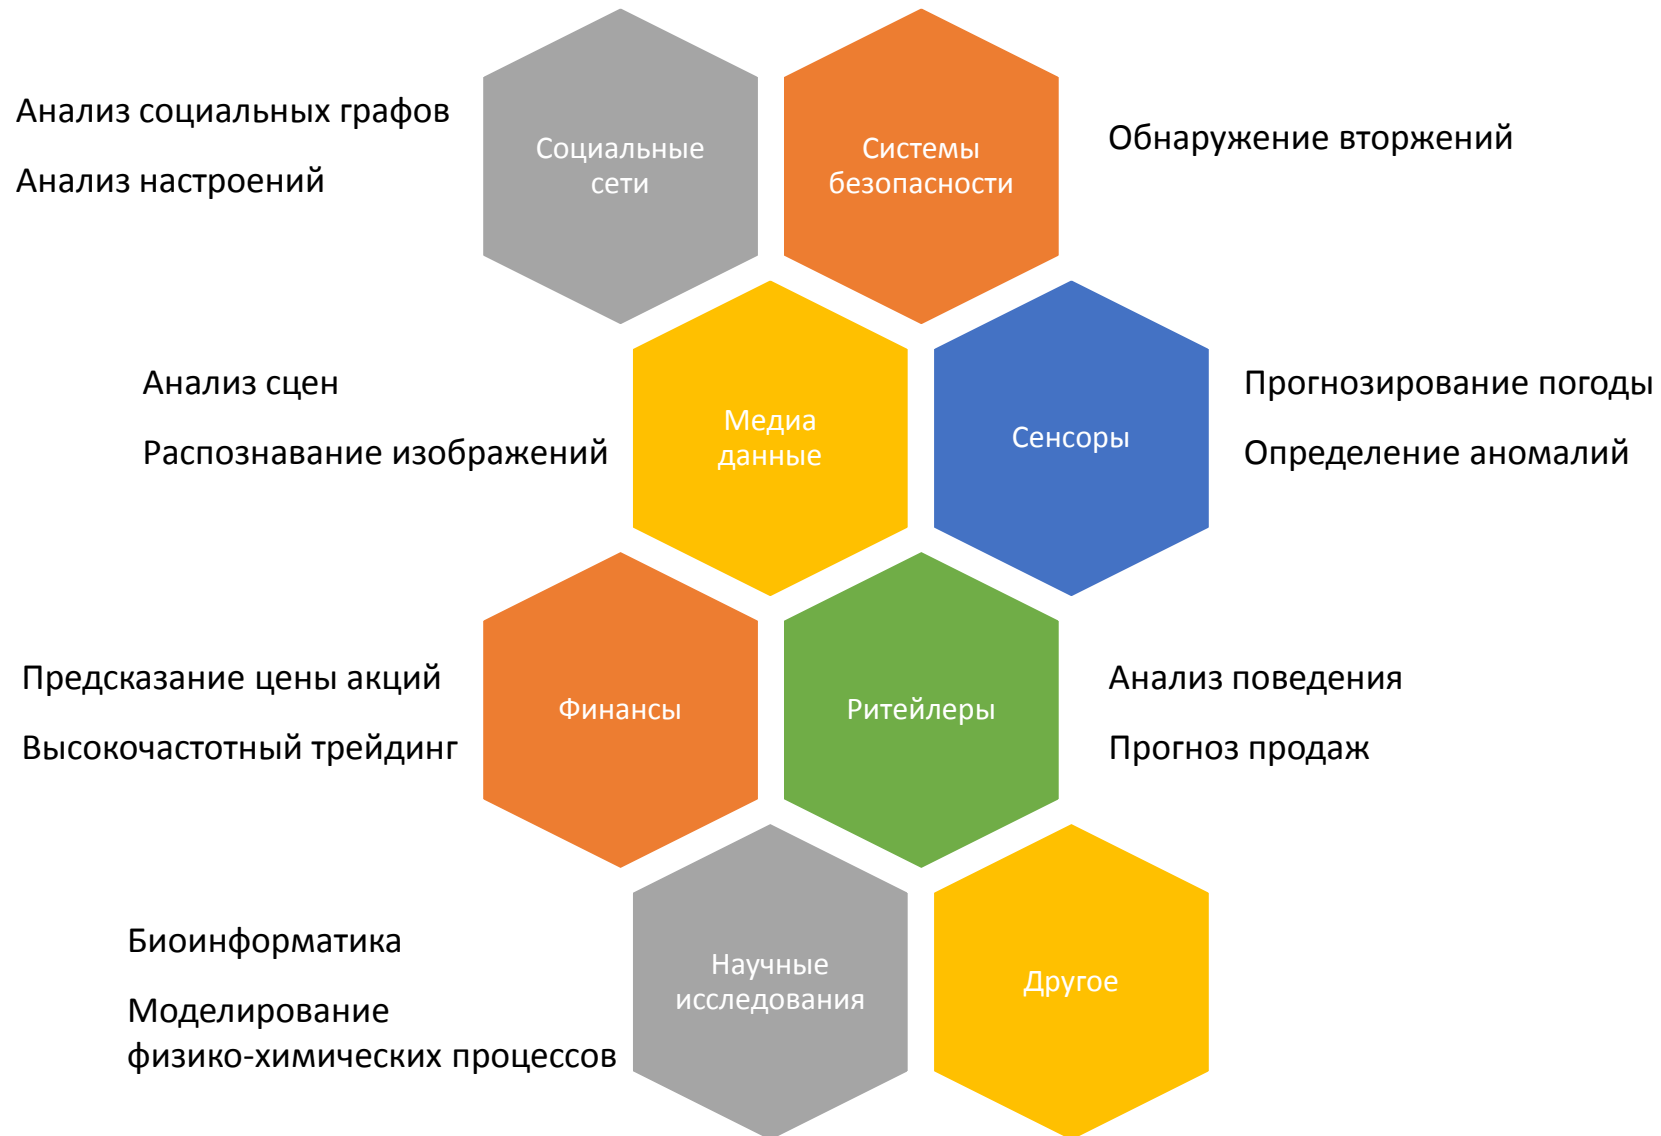 Анализ социальных графов
Анализ настроений
Социальные
сети
Системы
безопасности
Обнаружение вторжений
Анализ сцен
Распознавание изображений
Медиа
данные
Сенсоры
Прогнозирование погоды
Определение аномалий
Предсказание цены акций
Высокочастотный трейдинг
Финансы
Ритейлеры
Анализ поведения
Прогноз продаж
Биоинформатика
Моделирование
физико-химических процессов
Научные
исследования
Другое